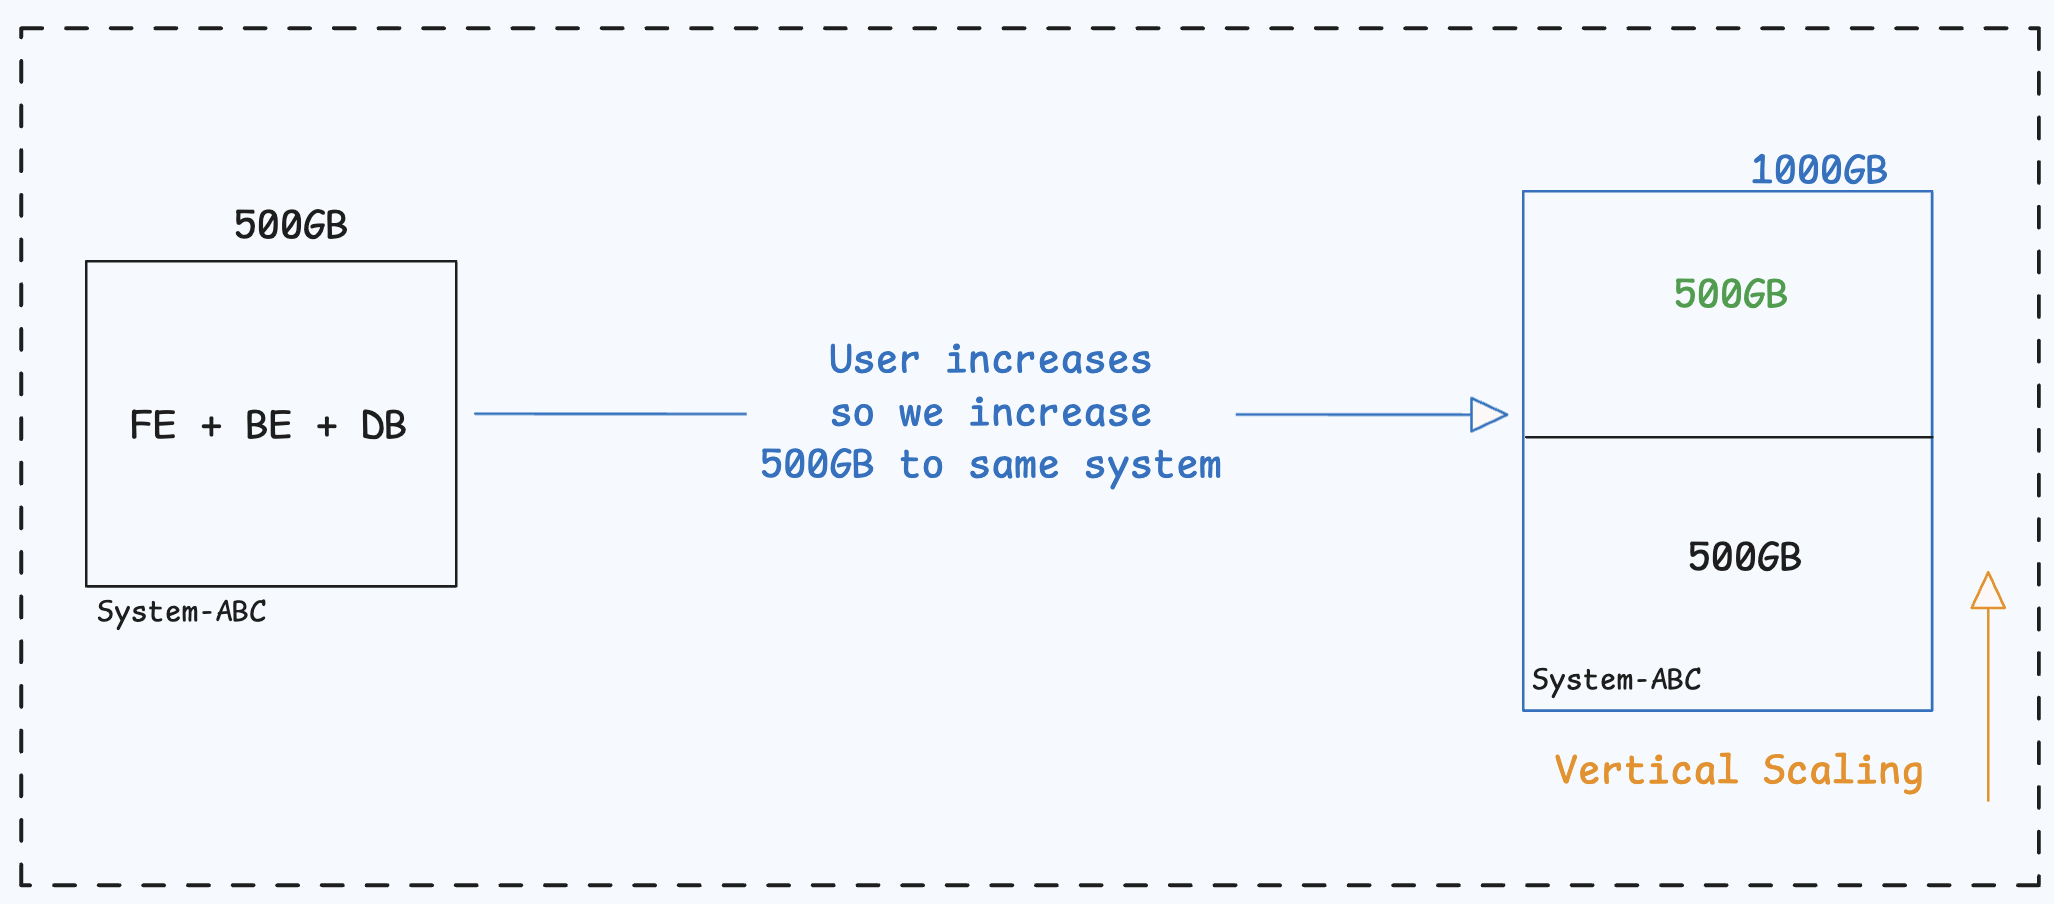 500GB
FE + BE + DB
System-ABC
User increases
so we increase
500GB to same system
1000GB
500GB
500GB
System-ABC
Vertical Scaling